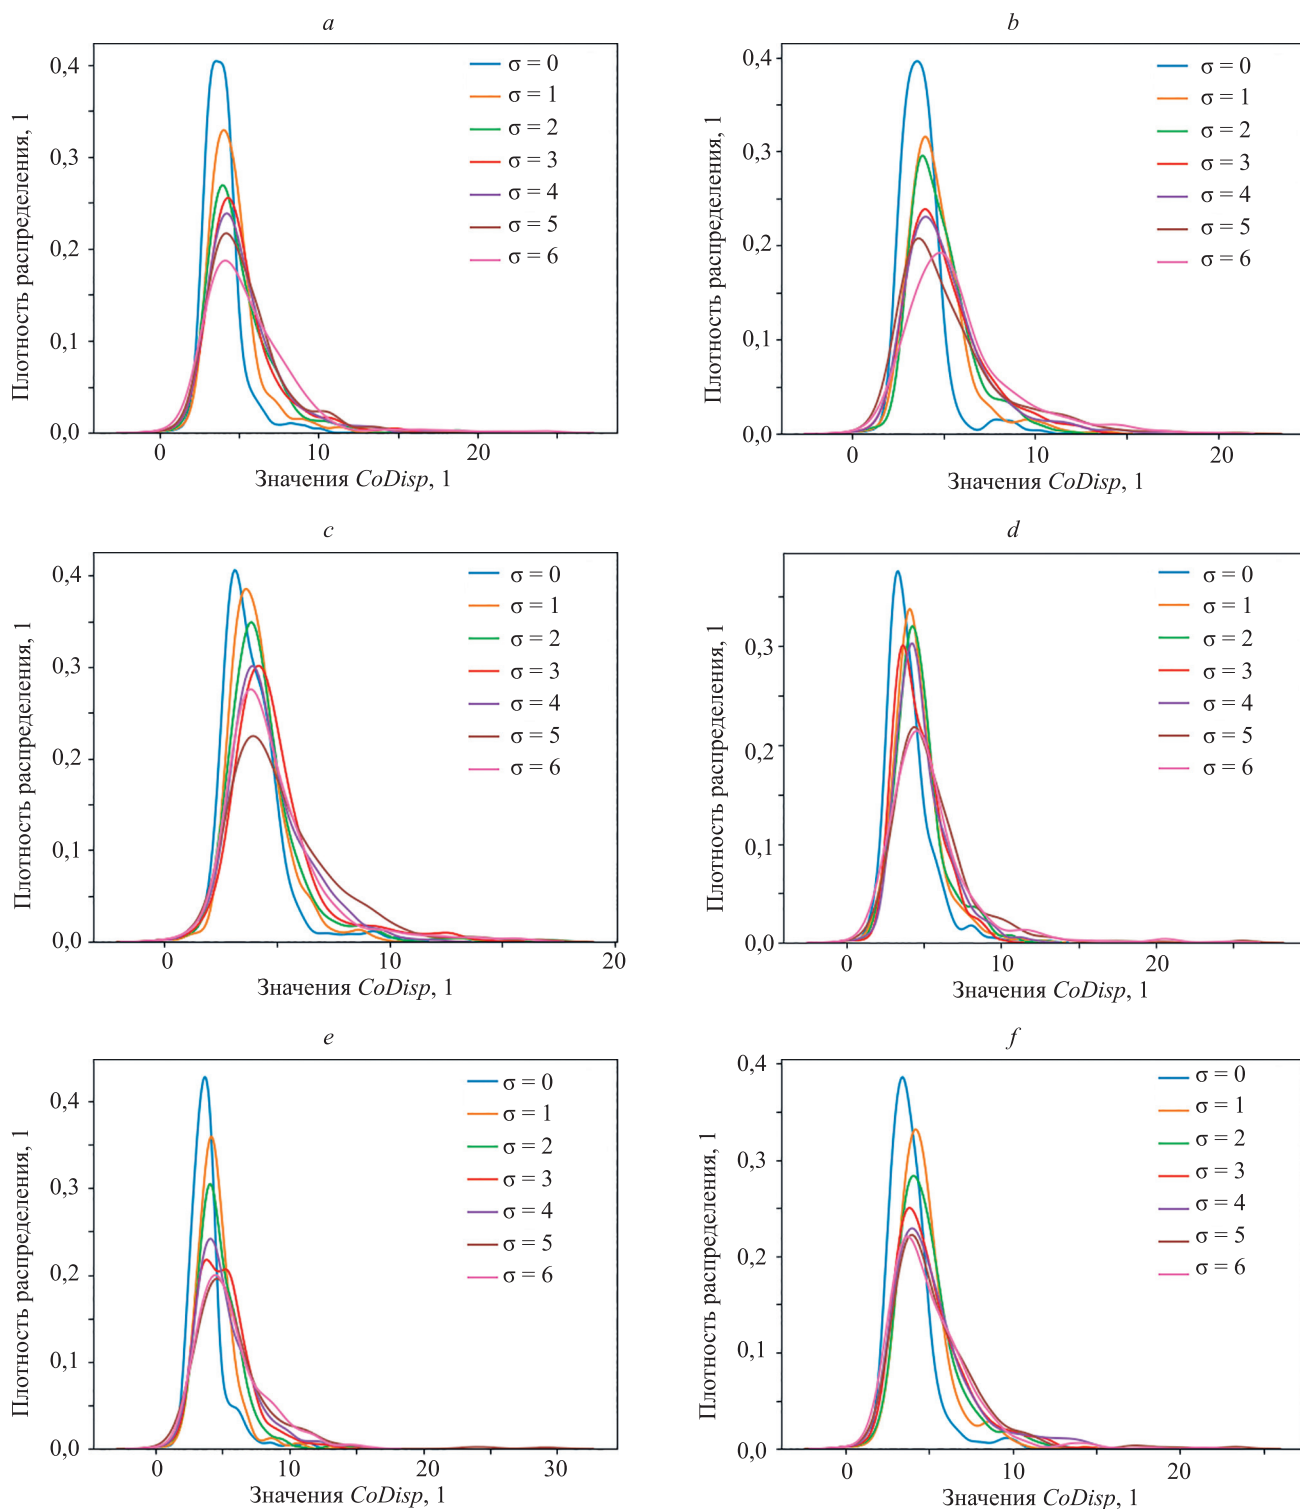 a
Плотность распределения, 1
0,4
0,3
0,2
0,1
0,0
0
10
20
Значения CoDisp, 1
σ = 0
σ = 1
σ = 2
σ = 3
σ = 4
σ = 5
σ = 6
b
Плотность распределения, 1
0,4
0,3
0,2
0,1
0,0
0
10
20
Значения CoDisp, 1
σ = 0
σ = 1
σ = 2
σ = 3
σ = 4
σ = 5
σ = 6
c
Плотность распределения, 1
0,4
0,3
0,2
0,1
0,0
0
10
20
Значения CoDisp, 1
σ = 0
σ = 1
σ = 2
σ = 3
σ = 4
σ = 5
σ = 6
d
Плотность распределения, 1
0,3
0,2
0,1
0,0
0
10
20
Значения CoDisp, 1
σ = 0
σ = 1
σ = 2
σ = 3
σ = 4
σ = 5
σ = 6
e
Плотность распределения, 1
0,4
0,3
0,2
0,1
0,0
0
10
20
30
Значения CoDisp, 1
σ = 0
σ = 1
σ = 2
σ = 3
σ = 4
σ = 5
σ = 6
f
Плотность распределения, 1
0,4
0,3
0,2
0,1
0,0
0
10
20
Значения CoDisp, 1
σ = 0
σ = 1
σ = 2
σ = 3
σ = 4
σ = 5
σ = 6